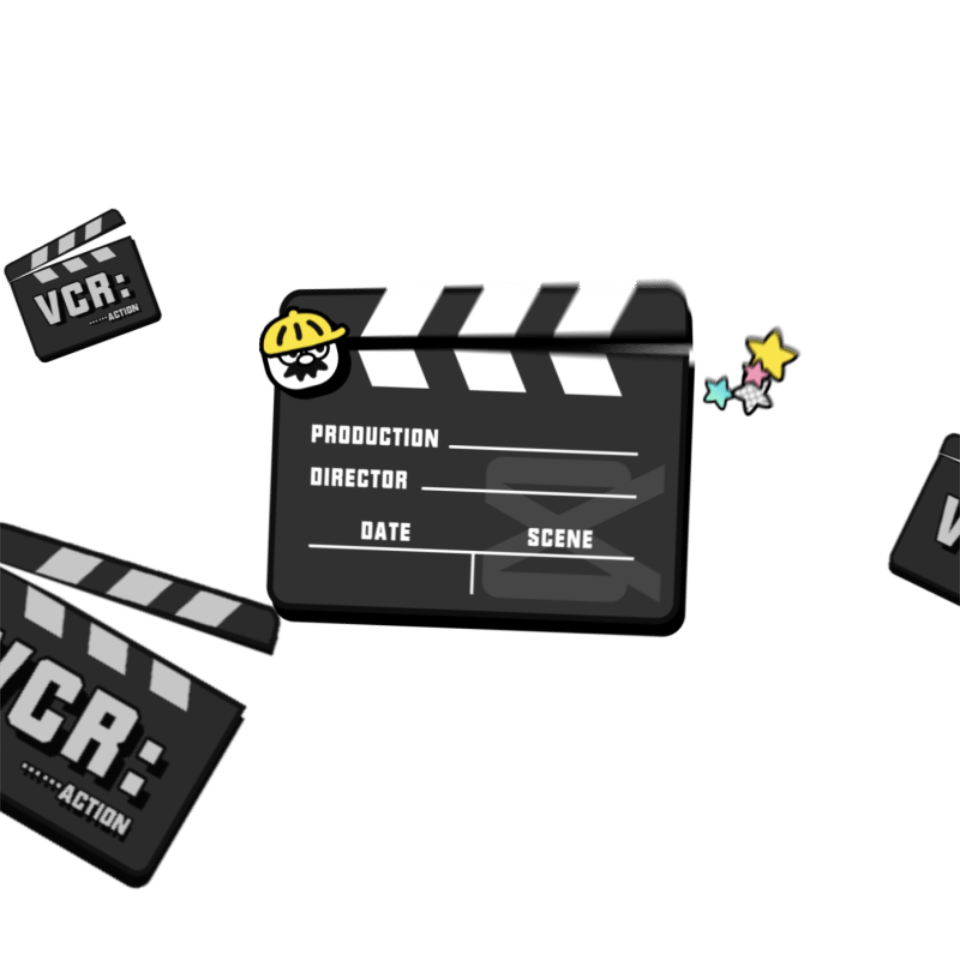 VCR:
......ACTION
PRODUCTION
DIRECTOR
DATE SCENE
V
VCR:
......ACTION